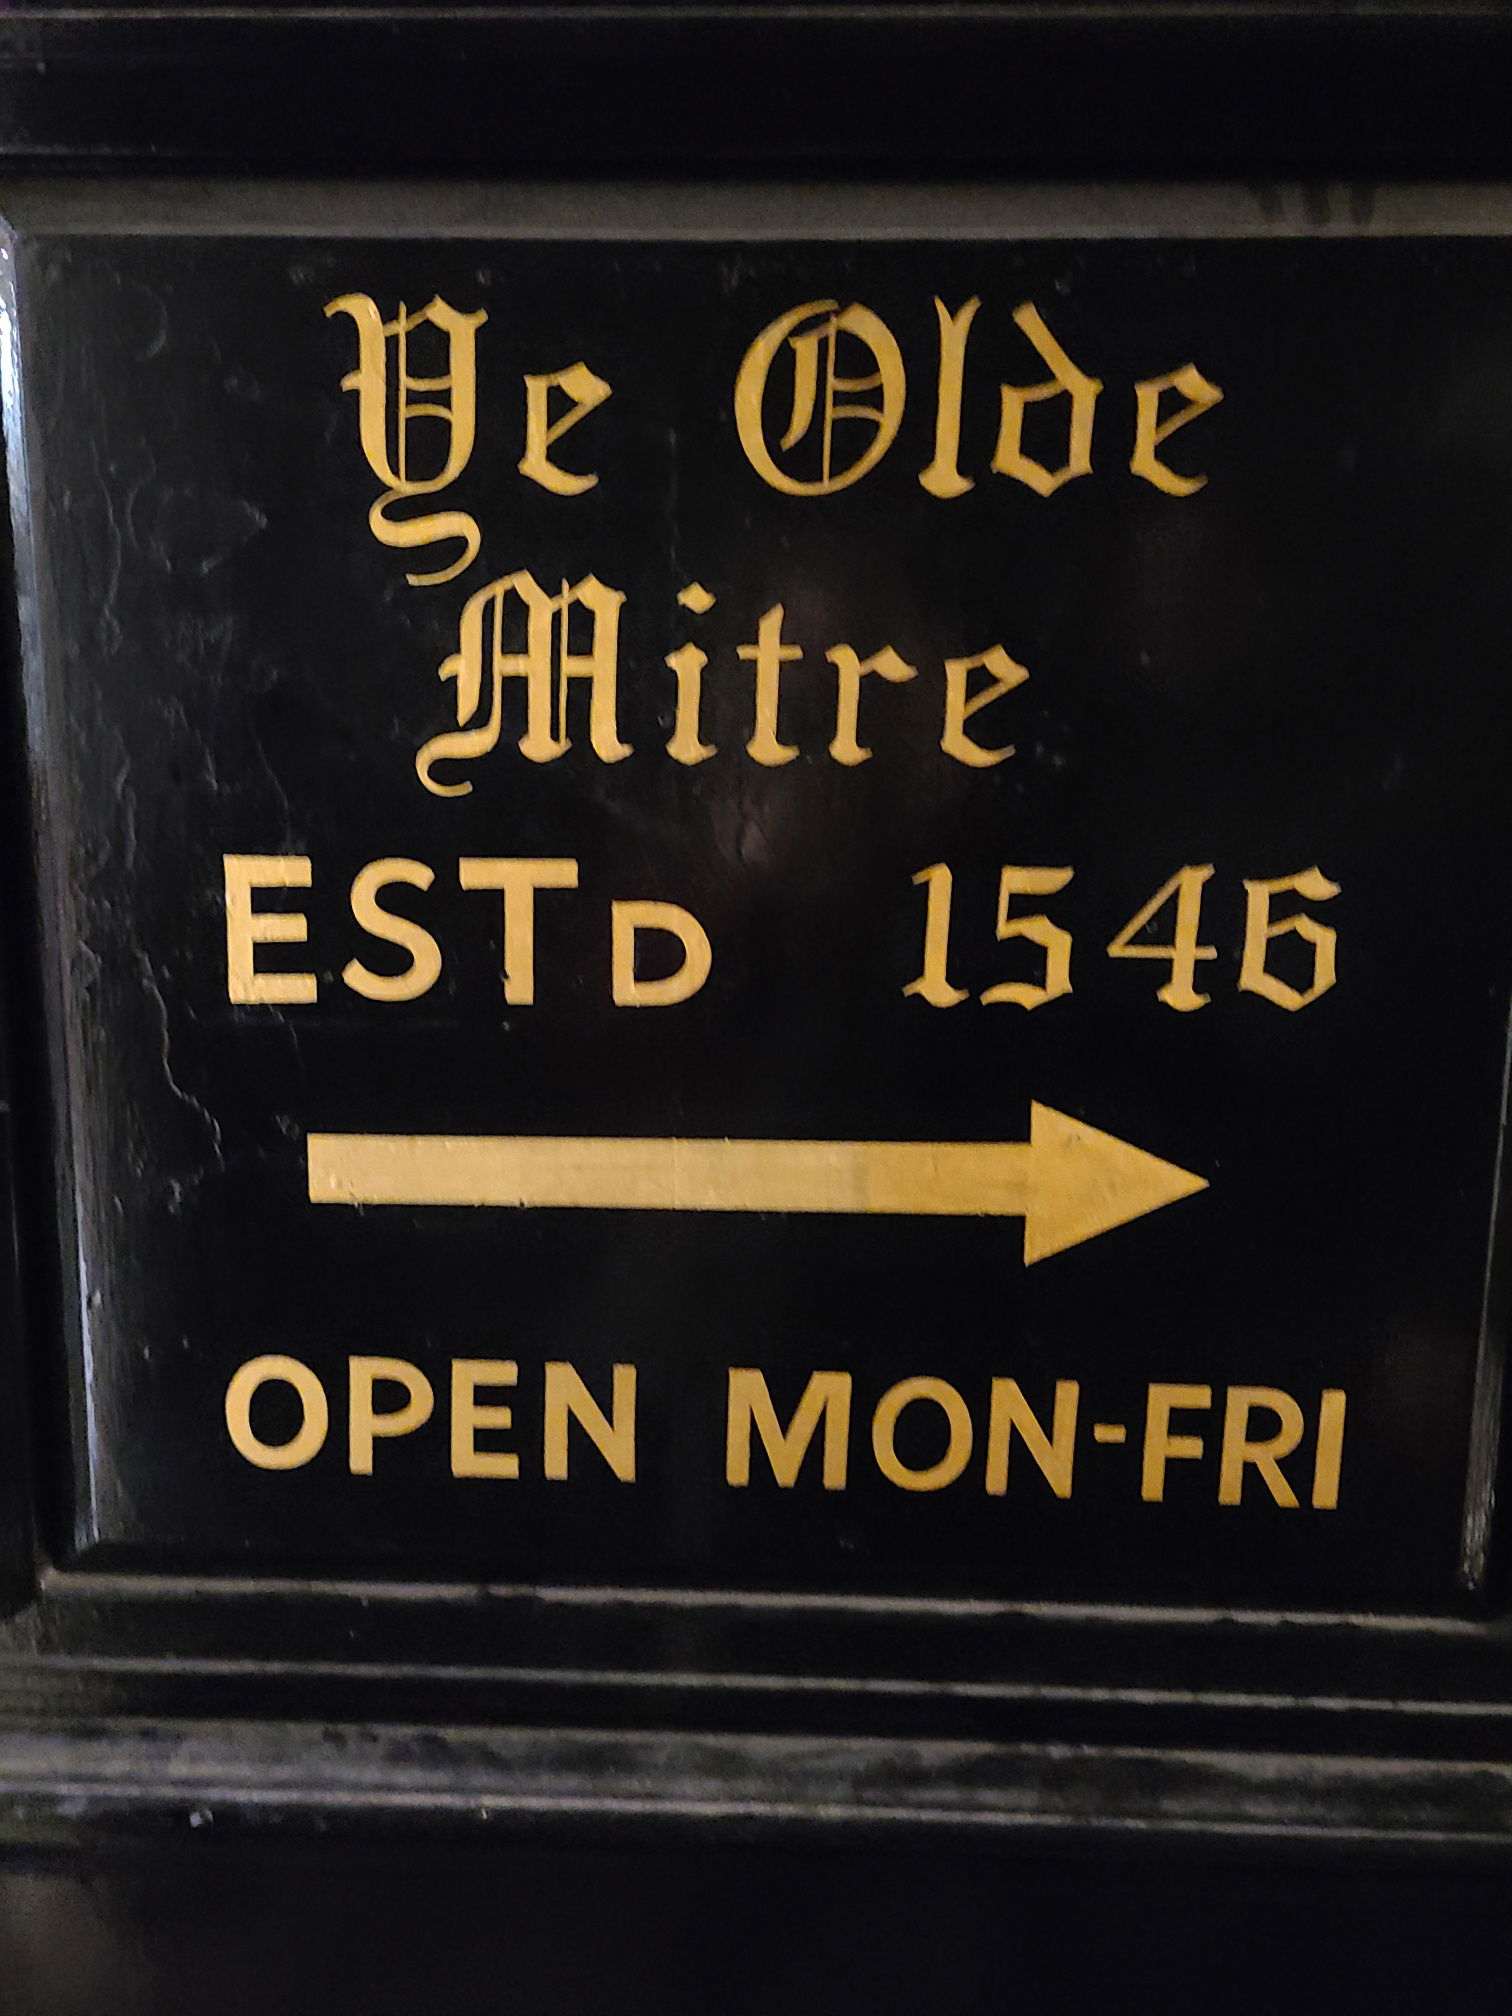 Ye Olde
Mitre
ESTD 1546
OPEN MON-FRI